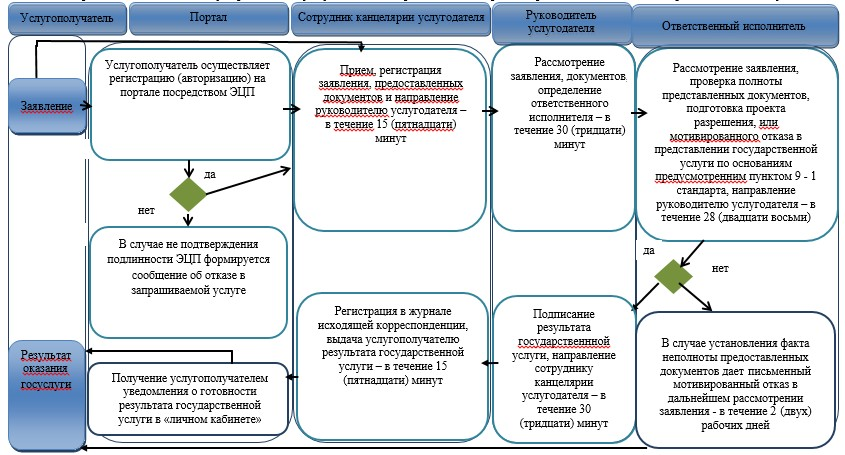 Услугополучатель
Портал
Сотрудник канцелярии услугодателя
Руководитель
услугодателя
Ответственный исполнитель
Заявление
Услугополучатель осуществляет
регистрацию (авторизацию) на
портале посредством ЭЦП
да
нет
В случае не подтверждения
подлинности ЭЦП формируется
сообщение об отказе в
запрашиваемой услуге
Прием, регистрация
заявления, предоставленных
документов и направление
руководителю услугодателя –
в течение 15 (пятнадцати)
минут
Рассмотрение
заявления, документов,
определение
ответственного
исполнителя – в
течение 30 (тридцати)
минут
Рассмотрение заявления,
проверка полноты
представленных документов,
подготовка проекта
разрешения, или
мотивированного отказа в
представлении государственной
услуги по основаниям
предусмотренним пунктом 9 - 1
стандарта, направление
руководителю услугодателя – в
течение 28 (двадцати восьми)
да
нет
В случае установления факта
неполноты предоставленных
документов дает письменный
мотивированный отказ в
дальнейшем рассмотрении
заявления - в течение 2 (двух)
рабочих дней
Подписание
результата
государственнной
услуги, направление
сотруднику
канцелярии
услугодателя – в
течение 30
(тридцати) минут
Регистрация в журнале
исходящей корреспонденции,
выдача услугополучателю
результата государственной
услуги – в течение 15
(пятнадцати) минут
Получение услугополучателем
уведомления о готовности
результата государственной
услуги в «личном кабинете»
Результат
оказания
госуслуги